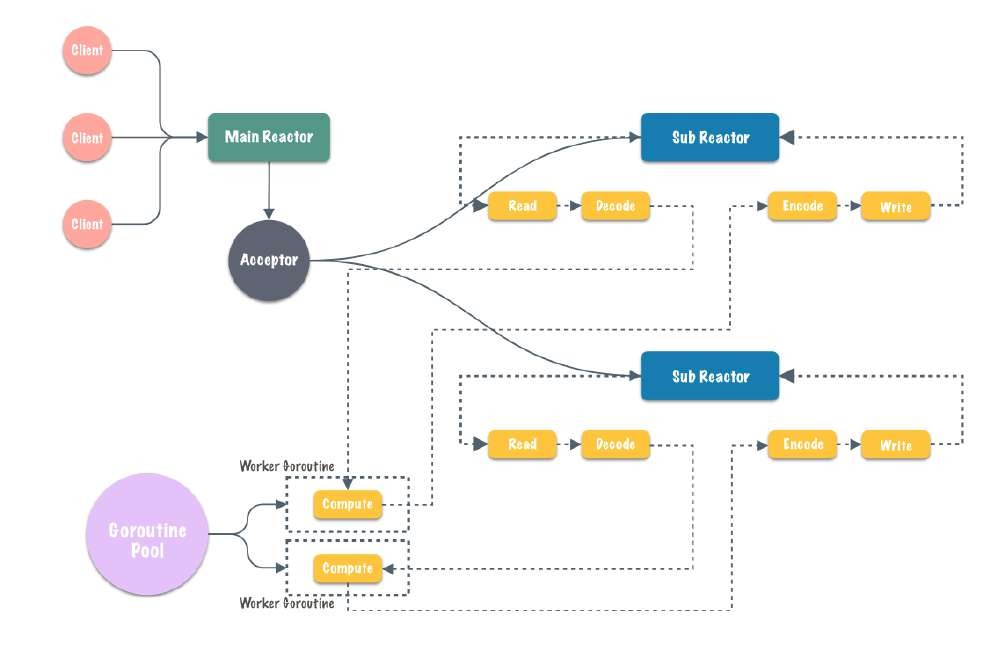 Client
Client
Client
Main Reactor
Acceptor
Sub Reactor
Read
Decode
Encode
Write
Sub Reactor
Read
Decode
Encode
Write
Goroutine
Pool
Worker Goroutine
Compute
Compute
Worker Goroutine